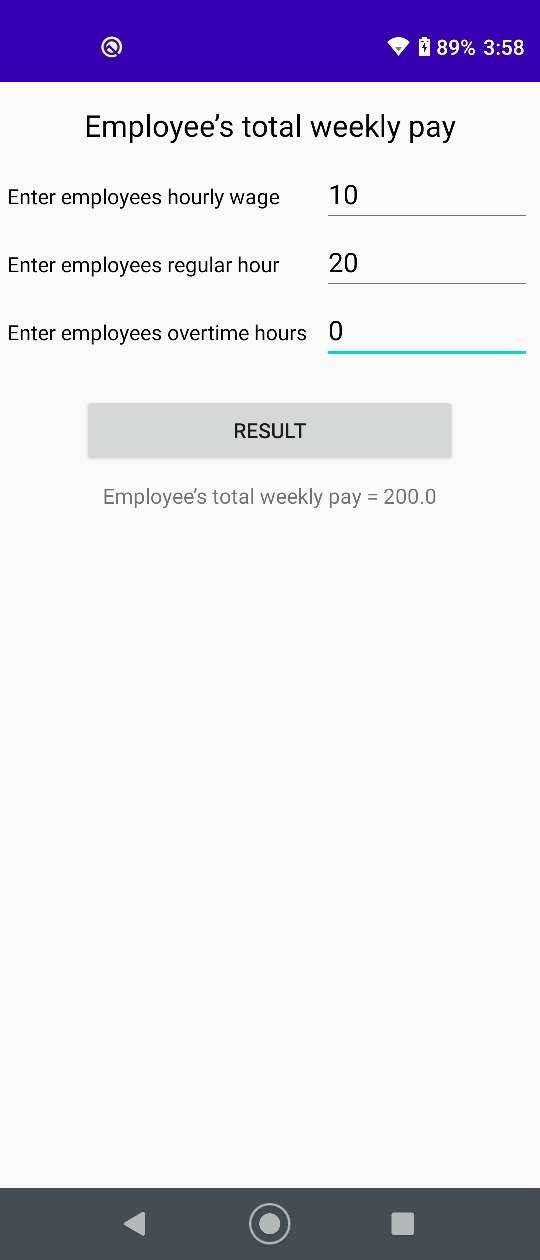 89% 3:58
Employee's total weekly pay
Enter employees hourly wage 10
Enter employees regular hour 20
Enter employees overtime hours 0
RESULT
Employee's total weekly pay = 200.0